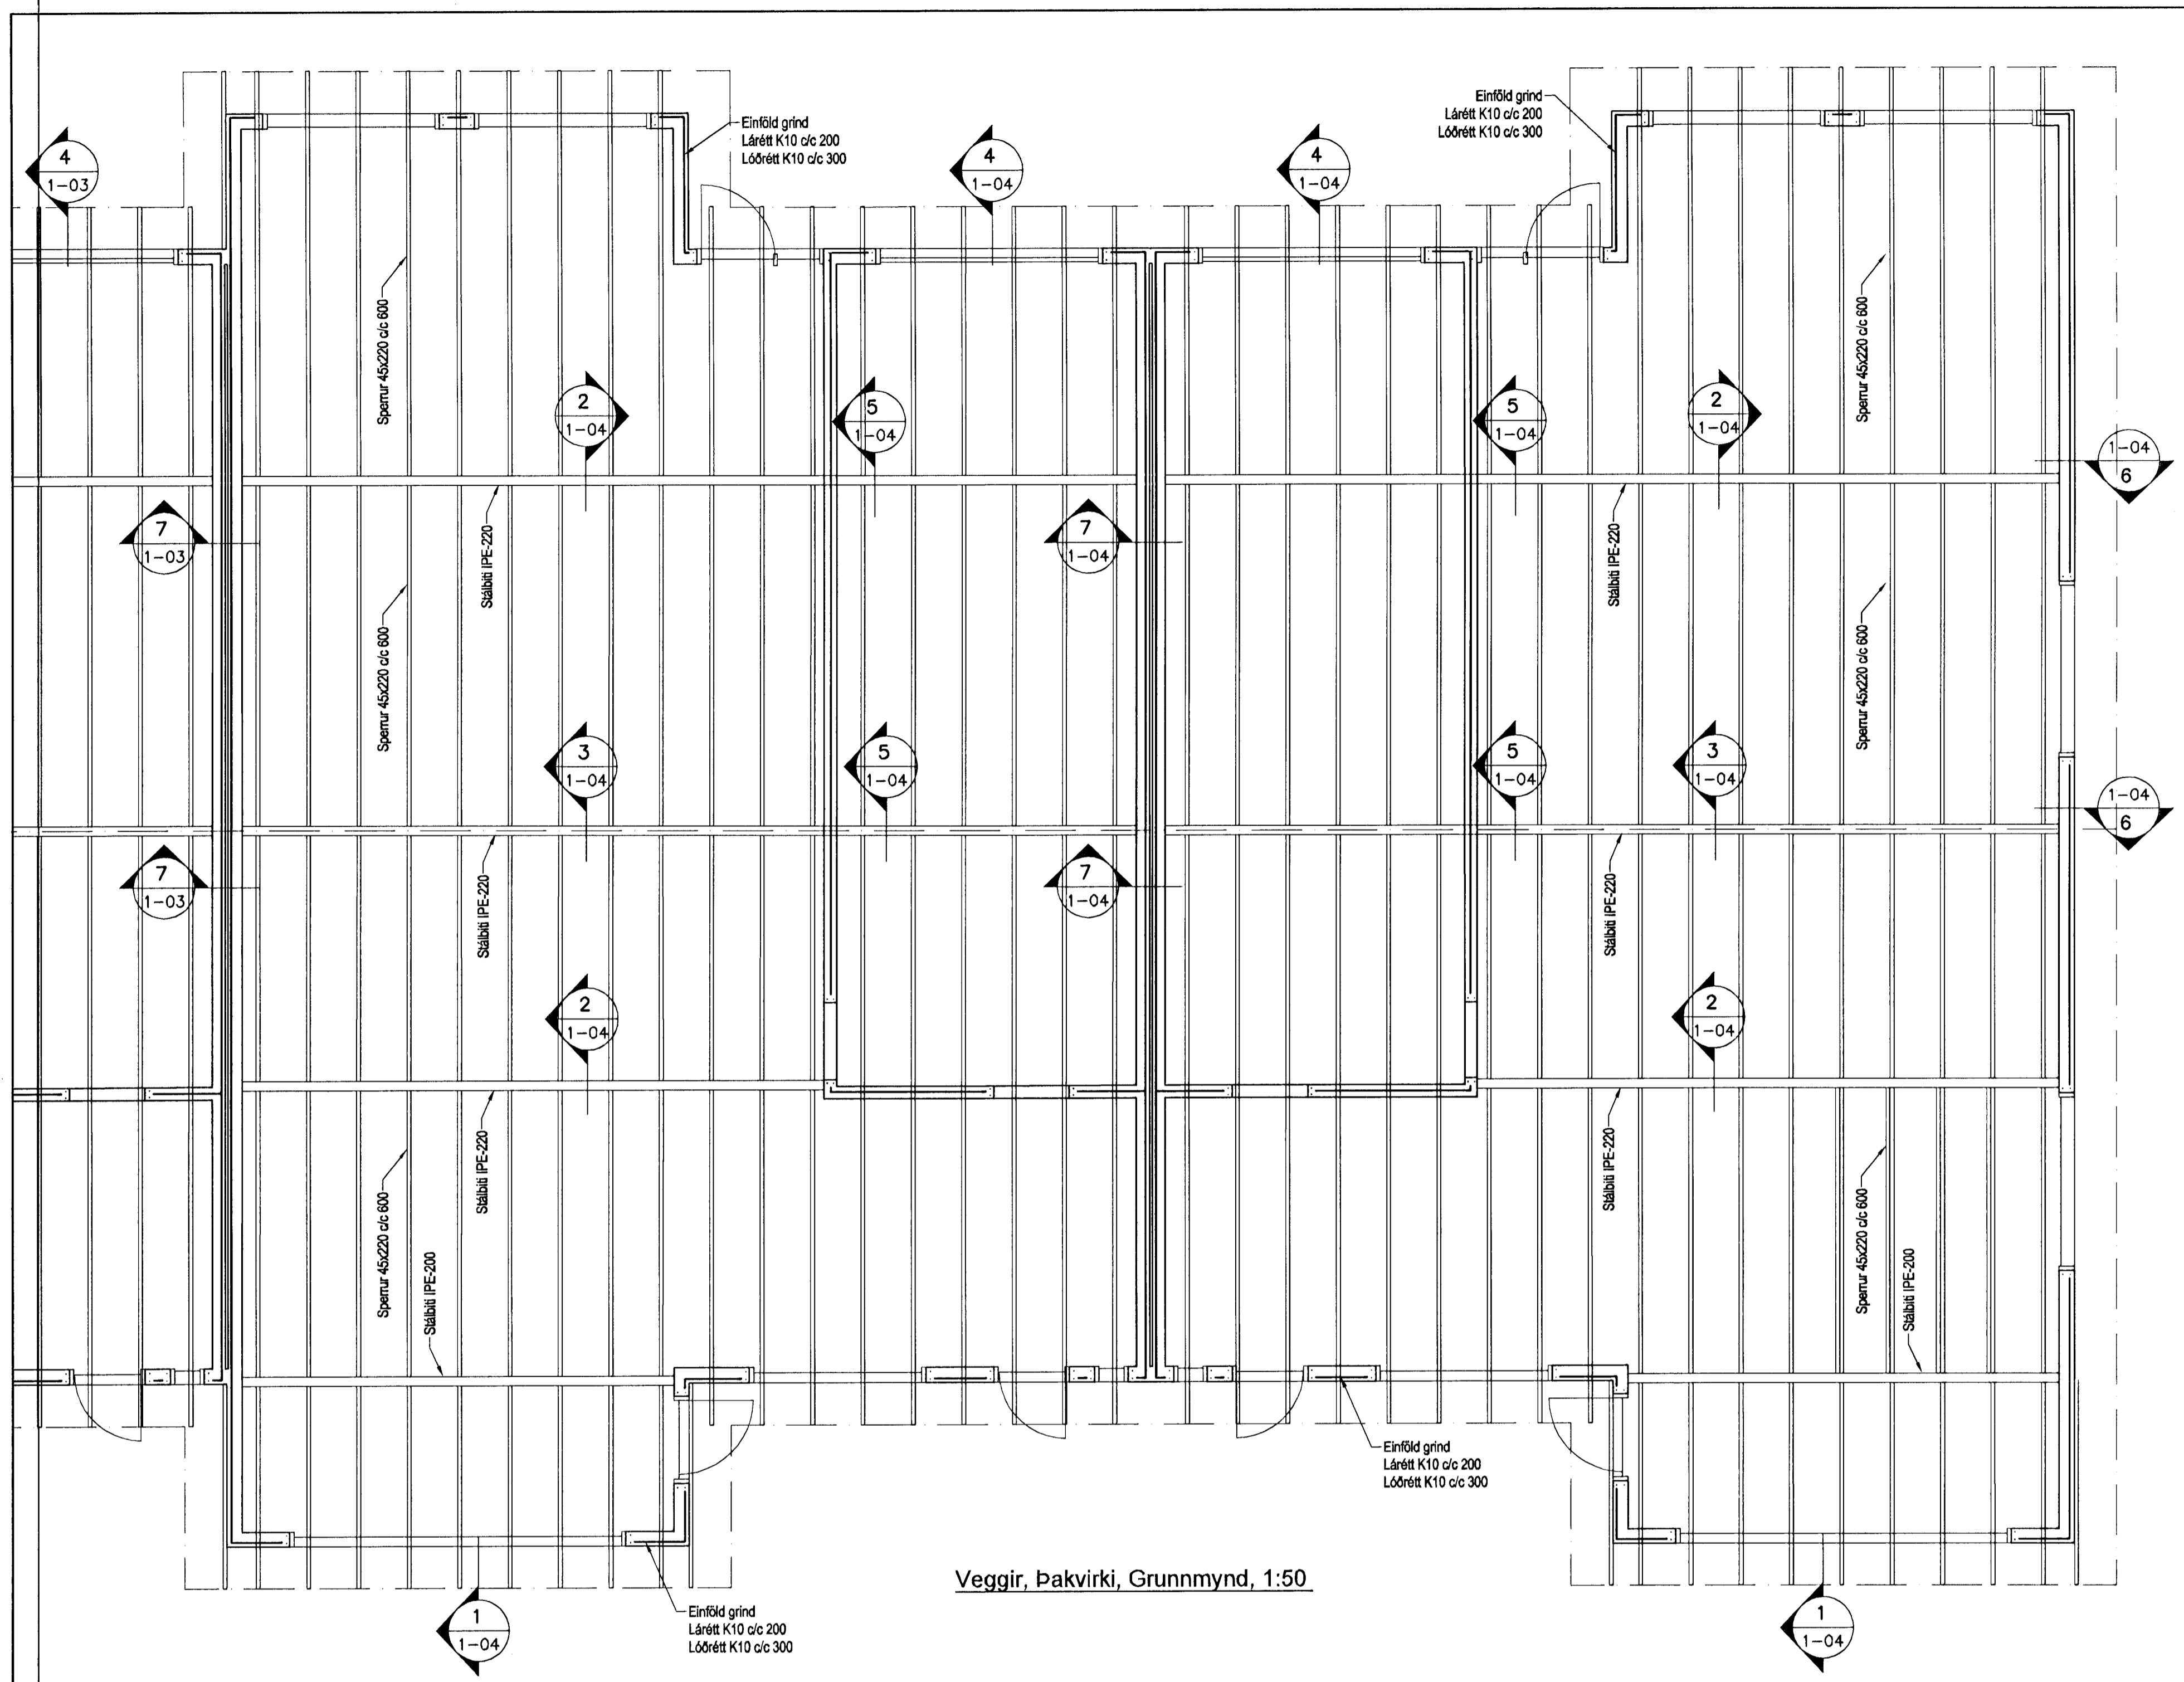 Einföld grind
Lárétt K10 c/c 200
Lóðrétt K10 c/c 300
Einföld grind
Lárétt K10 c/c 200
Lóðrétt K10 c/c 300
4
1-03
4
1-04
4
1-04
Sperrur 45x220 c/c 600
Sperrur 45x220 c/c 600
2
1-04
5
1-04
5
1-04
2
1-04
1-04
6
7
1-03
Stálbiti IPE-220
7
1-04
Stálbiti IPE-220
Sperrur 45x220 c/c 600
Sperrur 45x220 c/c 600
3
1-04
5
1-04
5
1-04
3
1-04
1-04
6
7
1-03
Stálbiti IPE-220
7
1-04
Stálbiti IPE-220
2
1-04
2
1-04
Sperrur 45x220 c/c 600
Stálbiti IPE-220
Stálbiti IPE-220
Sperrur 45x220 c/c 600
Stálbiti IPE-200
Stálbiti IPE-200
Einföld grind
Lárétt K10 c/c 200
Lóðrétt K10 c/c 300
Veggir, Þakvirki, Grunnmynd, 1:50
1
1-04
Einföld grind
Lárétt K10 c/c 200
Lóðrétt K10 c/c 300
1
1-04